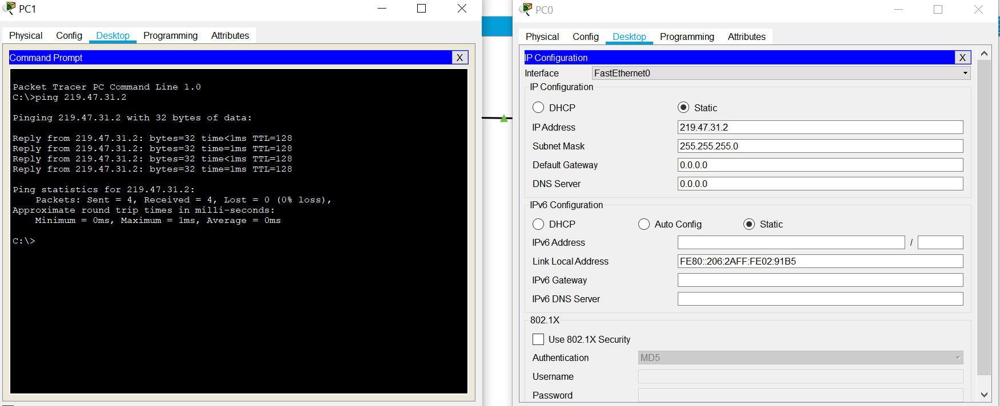 PC1
Physical Config Desktop Programming Attributes
Command Prompt X
Packet Tracer PC Command Line 1.0
C:\>ping 219.47.31.2
Pinging 219.47.31.2 with 32 bytes of data:
Reply from 219.47.31.2: bytes=32 time<1ms TTL=128
Reply from 219.47.31.2: bytes=32 time=1ms TTL=128
Reply from 219.47.31.2: bytes=32 time<1ms TTL=128
Reply from 219.47.31.2: bytes=32 time=1ms TTL=128
Ping statistics for 219.47.31.2:
Packets: Sent = 4, Received = 4, Lost = 0 (0% loss),
Approximate round trip times in milli-seconds:
Minimum = 0ms, Maximum = 1ms, Average = 0ms
C:\>
PC0
Physical Config Desktop Programming Attributes
IP Configuration X
Interface FastEthernet0
IP Configuration
DHCP Static
IP Address 219.47.31.2
Subnet Mask 255.255.255.0
Default Gateway 0.0.0.0
DNS Server 0.0.0.0
IPv6 Configuration
DHCP Auto Config Static
IPv6 Address /
Link Local Address FE80::206:2AFF:FE02:91B5
IPv6 Gateway
IPv6 DNS Server
802.1X
Use 802.1X Security
Authentication MD5
Username
Password